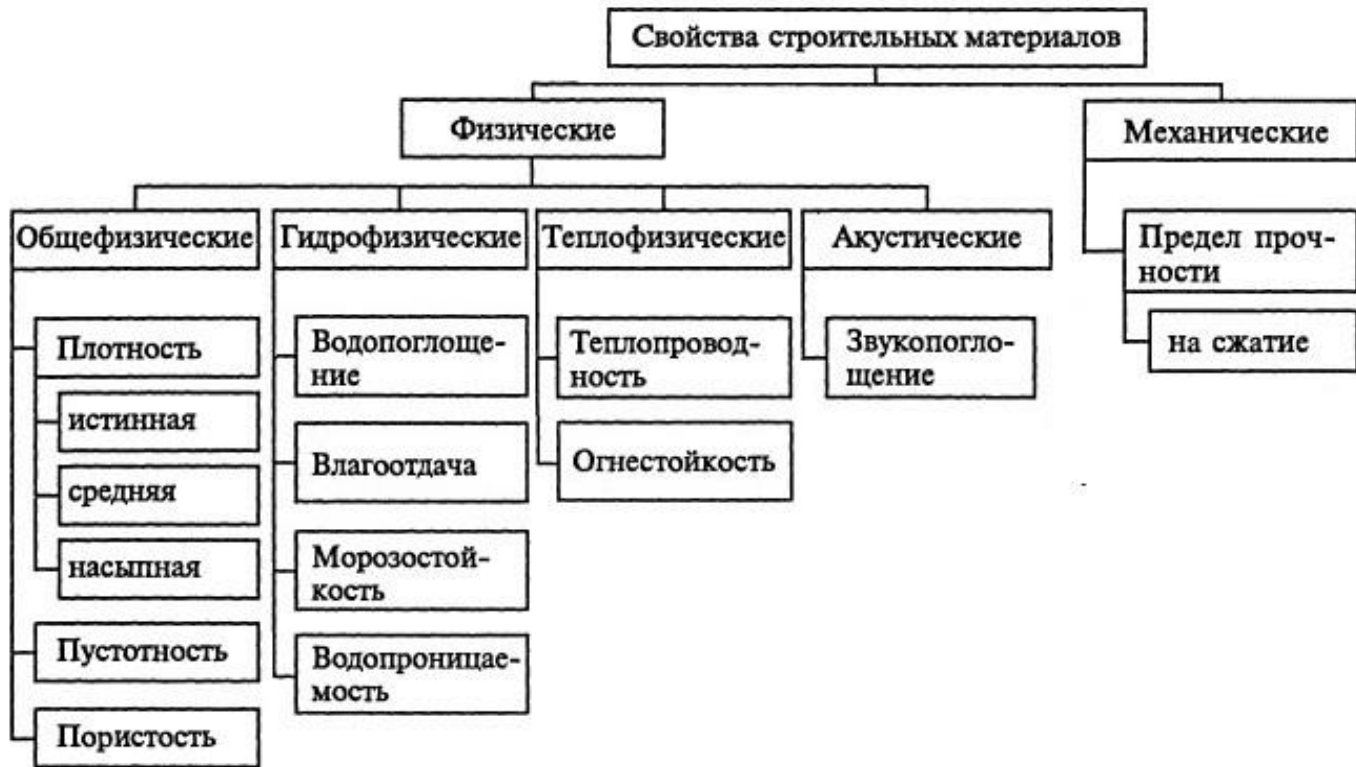 Свойства строительных материалов
Физические
Механические
Общефизические
Гидрофизические
Теплофизические
Акустические
Предел проч-
ности
на сжатие
Плотность
истинная
средняя
насыпная
Пустотность
Пористость
Водопоглоще-
ние
Влагоотдача
Морозостой-
кость
Водопроницае-
мость
Теплопровод-
ность
Огнестойкость
Звукопогло-
щение